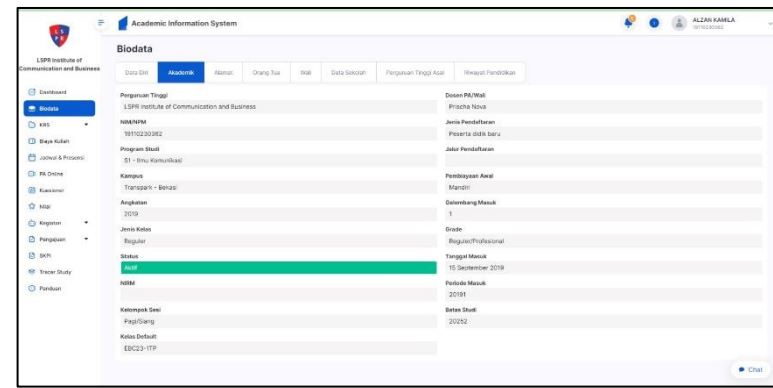 LSPR
LSPR Institute of
Communication and Business
Dashboard
Biodata
KRS
Biaya Kuliah
Jadwal & Presensi
PA Online
Kuesioner
Nilai
Kegiatan
Pengajuan
SKPI
Tracer Study
Panduan
Academic Information System
ALZAN KAMILA
19110230362
Biodata
Data Diri
Akademik
Alamat
Orang Tua
Wali
Data Sekolah
Perguruan Tinggi Asal
Riwayat Pendidikan
Perguruan Tinggi
LSPR Institute of Communication and Business
NIM/NPM
19110230362
Program Studi
S1 - Ilmu Komunikasi
Kampus
Transpark - Bekasi
Angkatan
2019
Jenis Kelas
Reguler
Status
Aktif
NIRM
Kelompok Sesi
Pagi/Siang
Kelas Default
EBC23-1TP
Dosen PA/Wali
Prischa Nova
Jenis Pendaftaran
Peserta didik baru
Jalur Pendaftaran
Pembiayaan Awal
Mandiri
Gelombang Masuk
1
Grade
Reguler/Profesional
Tanggal Masuk
15 September 2019
Periode Masuk
20191
Batas Studi
20252
Chat